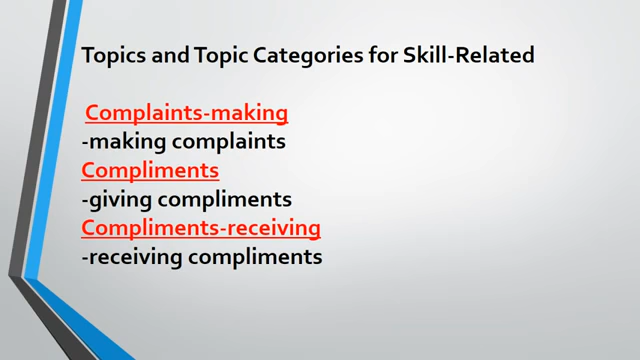 Topics and Topic Categories for Skill-Related
Complaints-making
-making complaints
Compliments
-giving compliments
Compliments-receiving
-receiving compliments